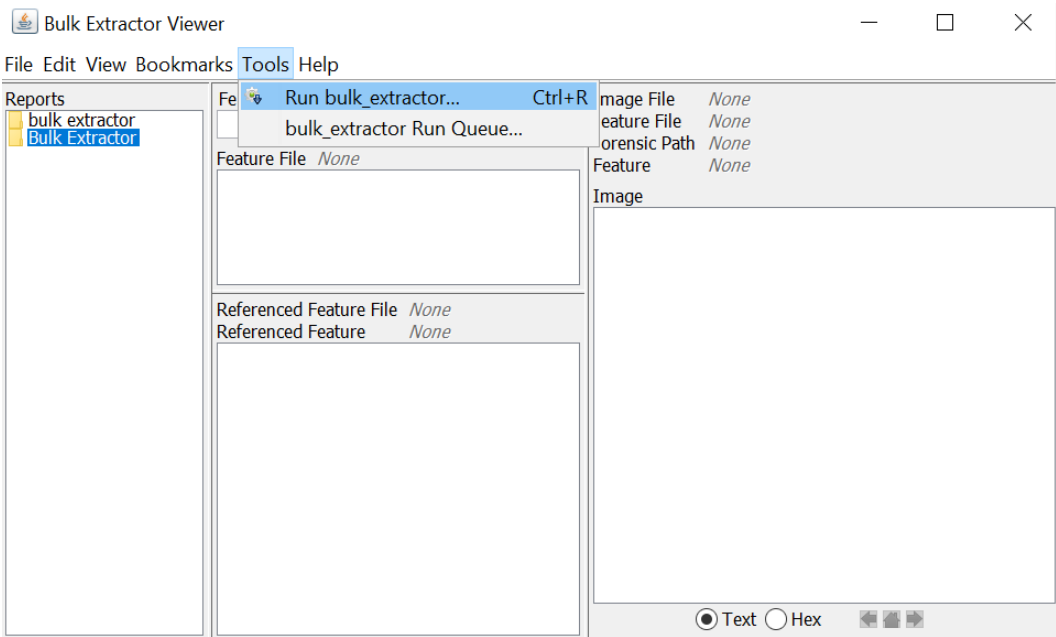 Bulk Extractor Viewer
File Edit View Bookmarks Tools Help
Reports
bulk extractor
Bulk Extractor
Fe
Run bulk_extractor... Ctrl+R
bulk_extractor Run Queue...
Feature File None
Referenced Feature File None
Referenced Feature None
mage File None
eature File None
orensic Path None
Feature None
Image
Text Hex